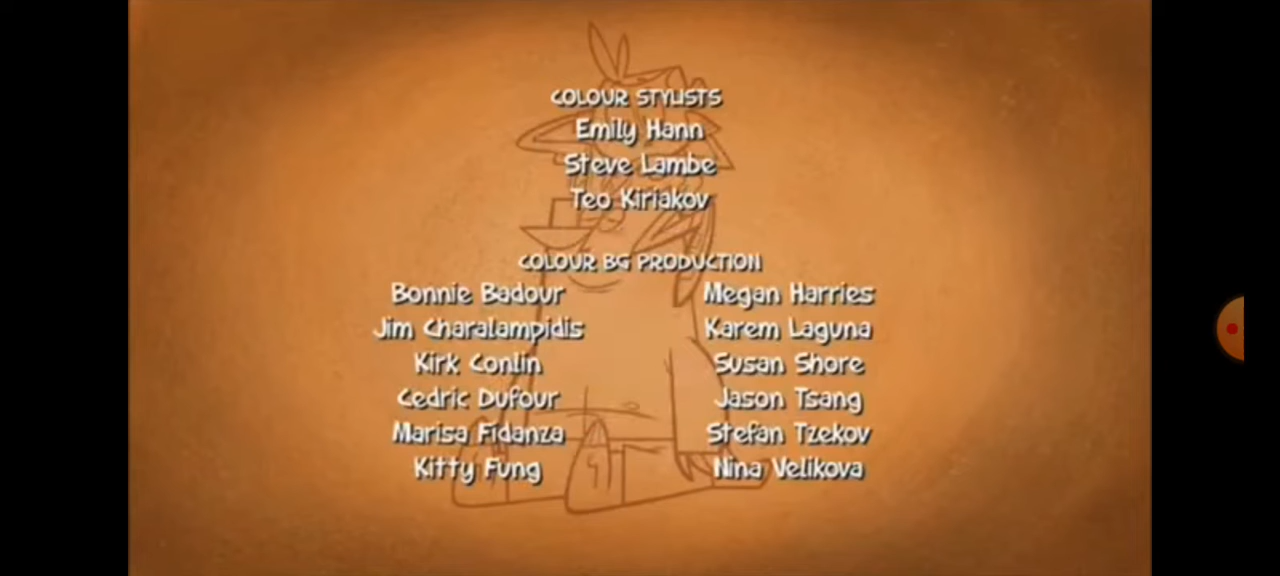 COLOUR STYLISTS
Emily Hann
Steve Lambe
Teo Kiriakov
COLOUR BG PRODUCTION
Bonnie Badour
Jim Charalampidis
Kirk Conlin
Cedric Dufour
Marisa Fidanza
Kitty Fung
Megan Harries
Karem Laguna
Susan Shore
Jason Tsang
Stefan Tzekov
Nina Velikova